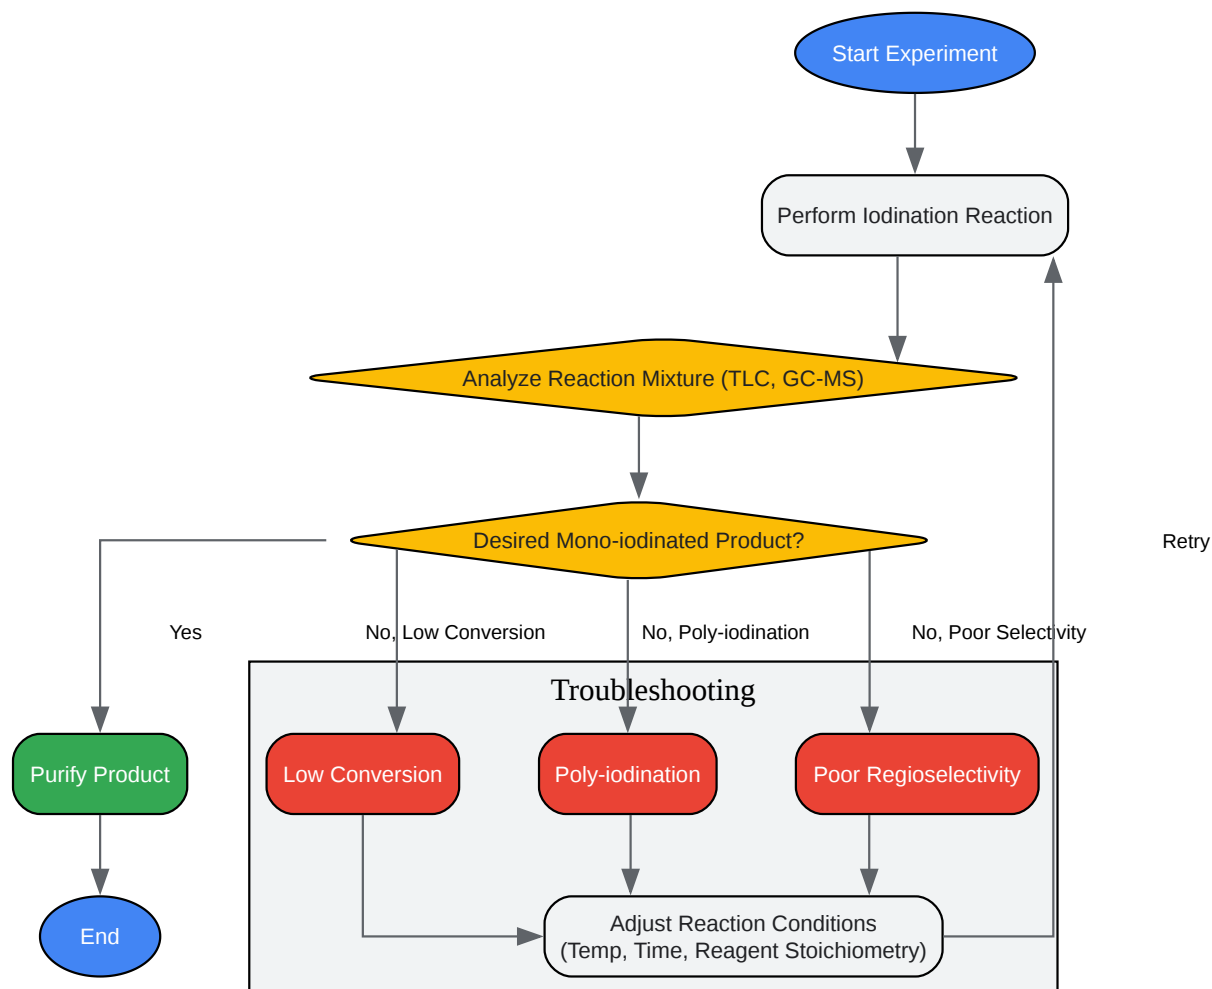 Start Experiment
Perform Iodination Reaction
Analyze Reaction Mixture (TLC, GC-MS)
Desired Mono-iodinated Product?
Retry
Yes
No, Low Conversion
No, Poly-iodination
No, Poor Selectivity
Troubleshooting
Purify Product
Low Conversion
Poly-iodination
Poor Regioselectivity
End
Adjust Reaction Conditions
(Temp, Time, Reagent Stoichiometry)